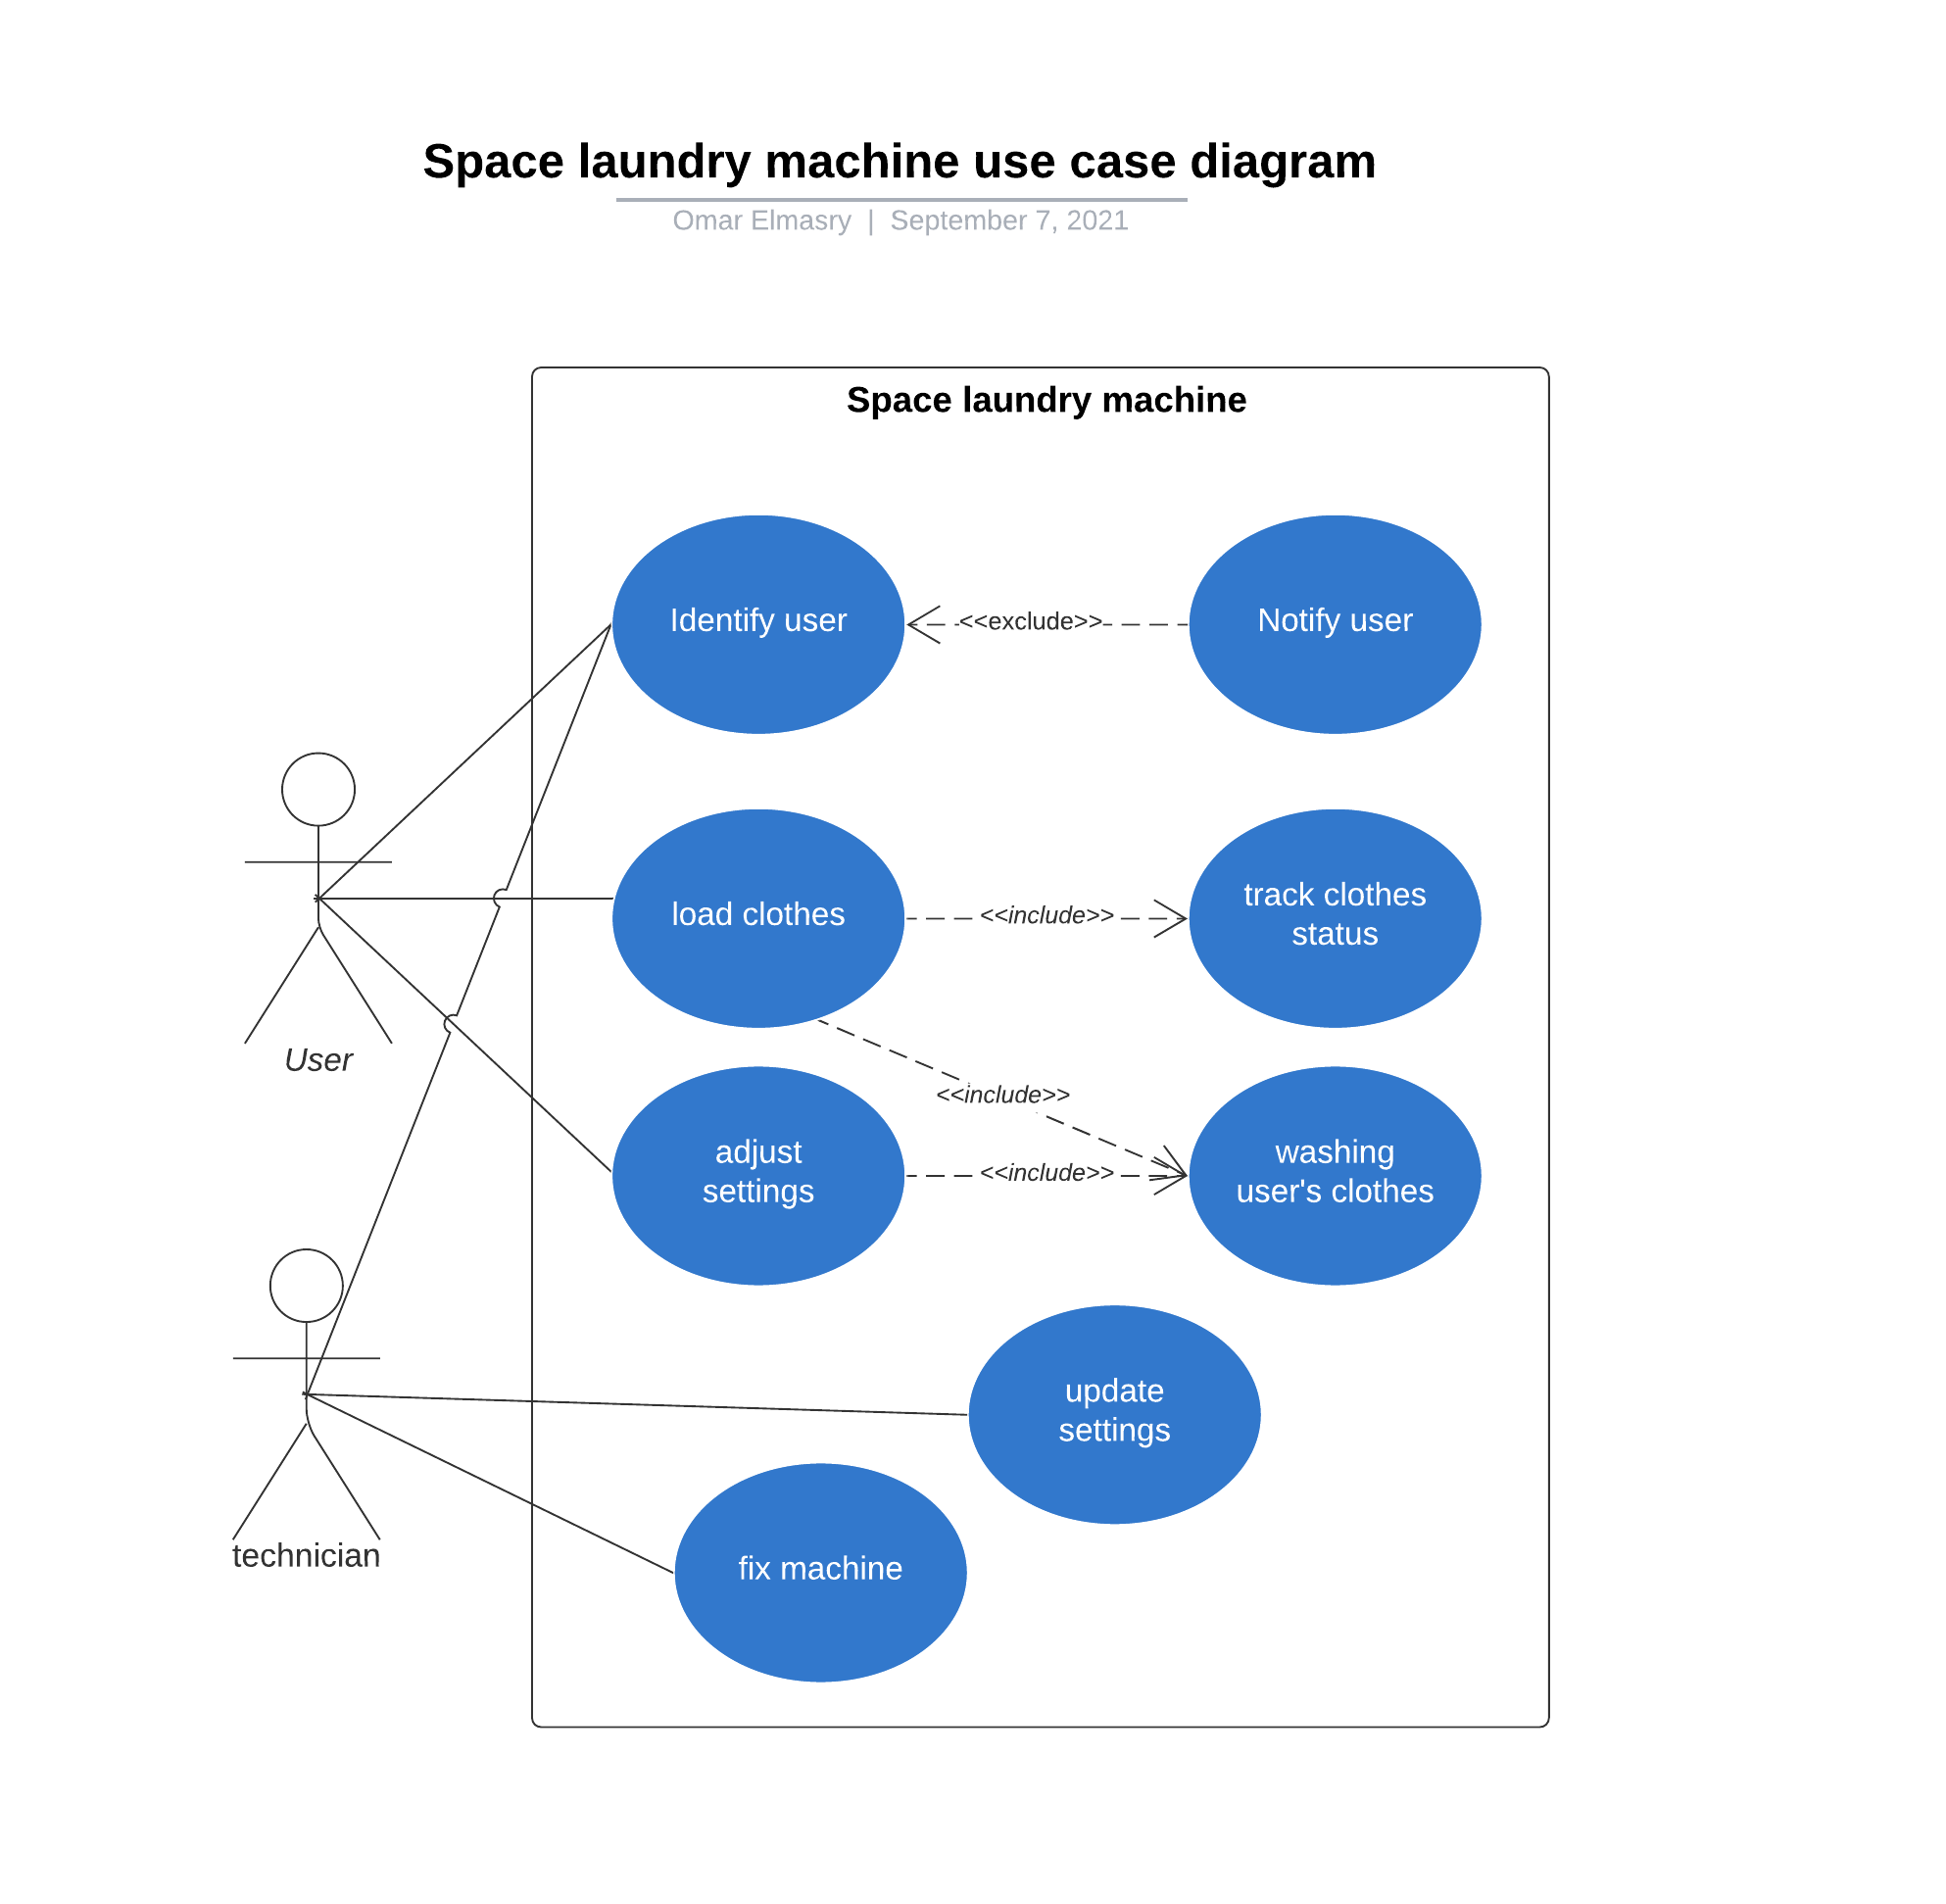 Space laundry machine use case diagram
Omar Elmasry | September 7, 2021
Space laundry machine
Identify user
<<exclude>>
Notify user
load clothes
<<include>>
track clothes
status
User
<<include>>
adjust
settings
<<include>>
washing
user's clothes
update
settings
technician
fix machine